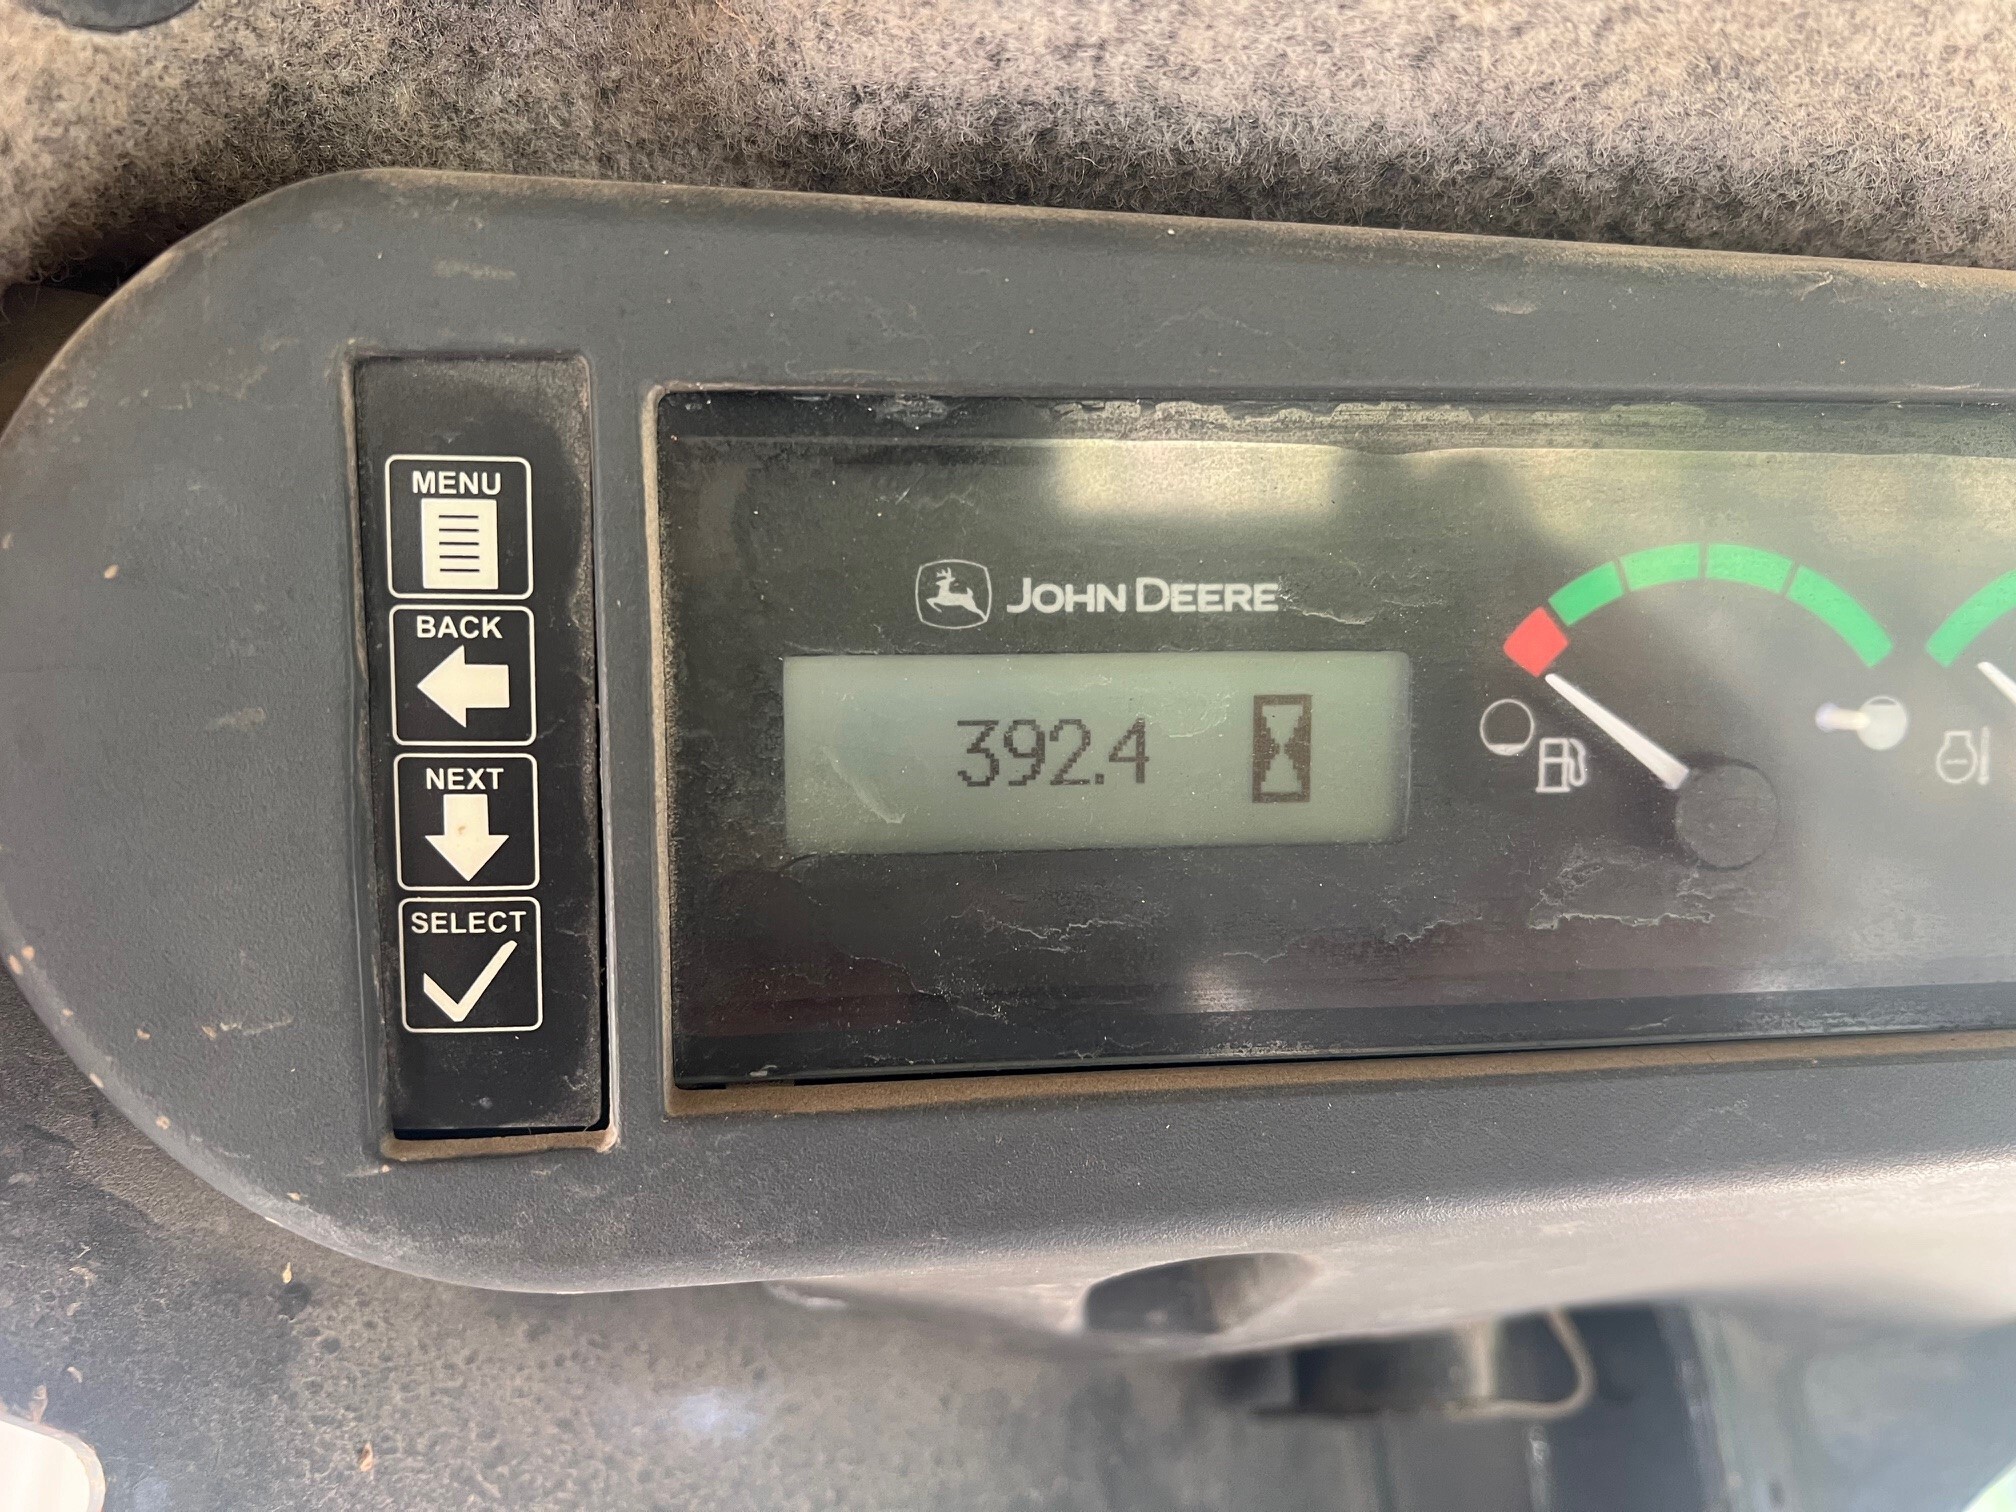 MENU
BACK
NEXT
SELECT
JOHN DEERE
392.4